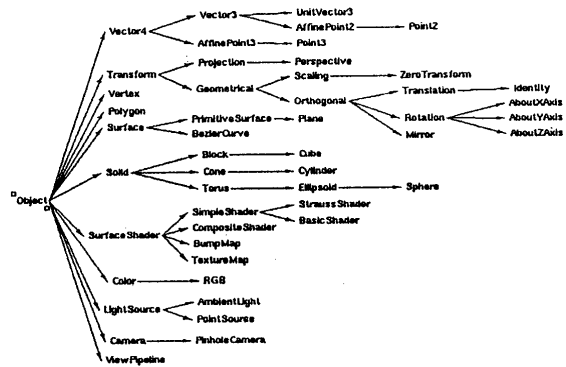 Vector4 Vector3 UnitVector3
AffinePoint2 Point2
AffinePoint3 Point3
Transform Projection Perspective
Geometrical Scaling ZeroTransform
Orthogonal Translation Identity
Rotation AboutXAxis
AboutYAxis
AboutZAxis
Mirror
Vertex
Polygon
Surface PrimitiveSurface Plane
BezierCurve
Object
Solid Block Cube
Cone Cylinder
Torus Ellipsoid Sphere
SurfaceShader SimpleShader StraussShader
BasicShader
CompositeShader
BumpMap
TextureMap
Color RGB
LightSource AmbientLight
PointSourse
Camera PinholeCamera
ViewPipeline